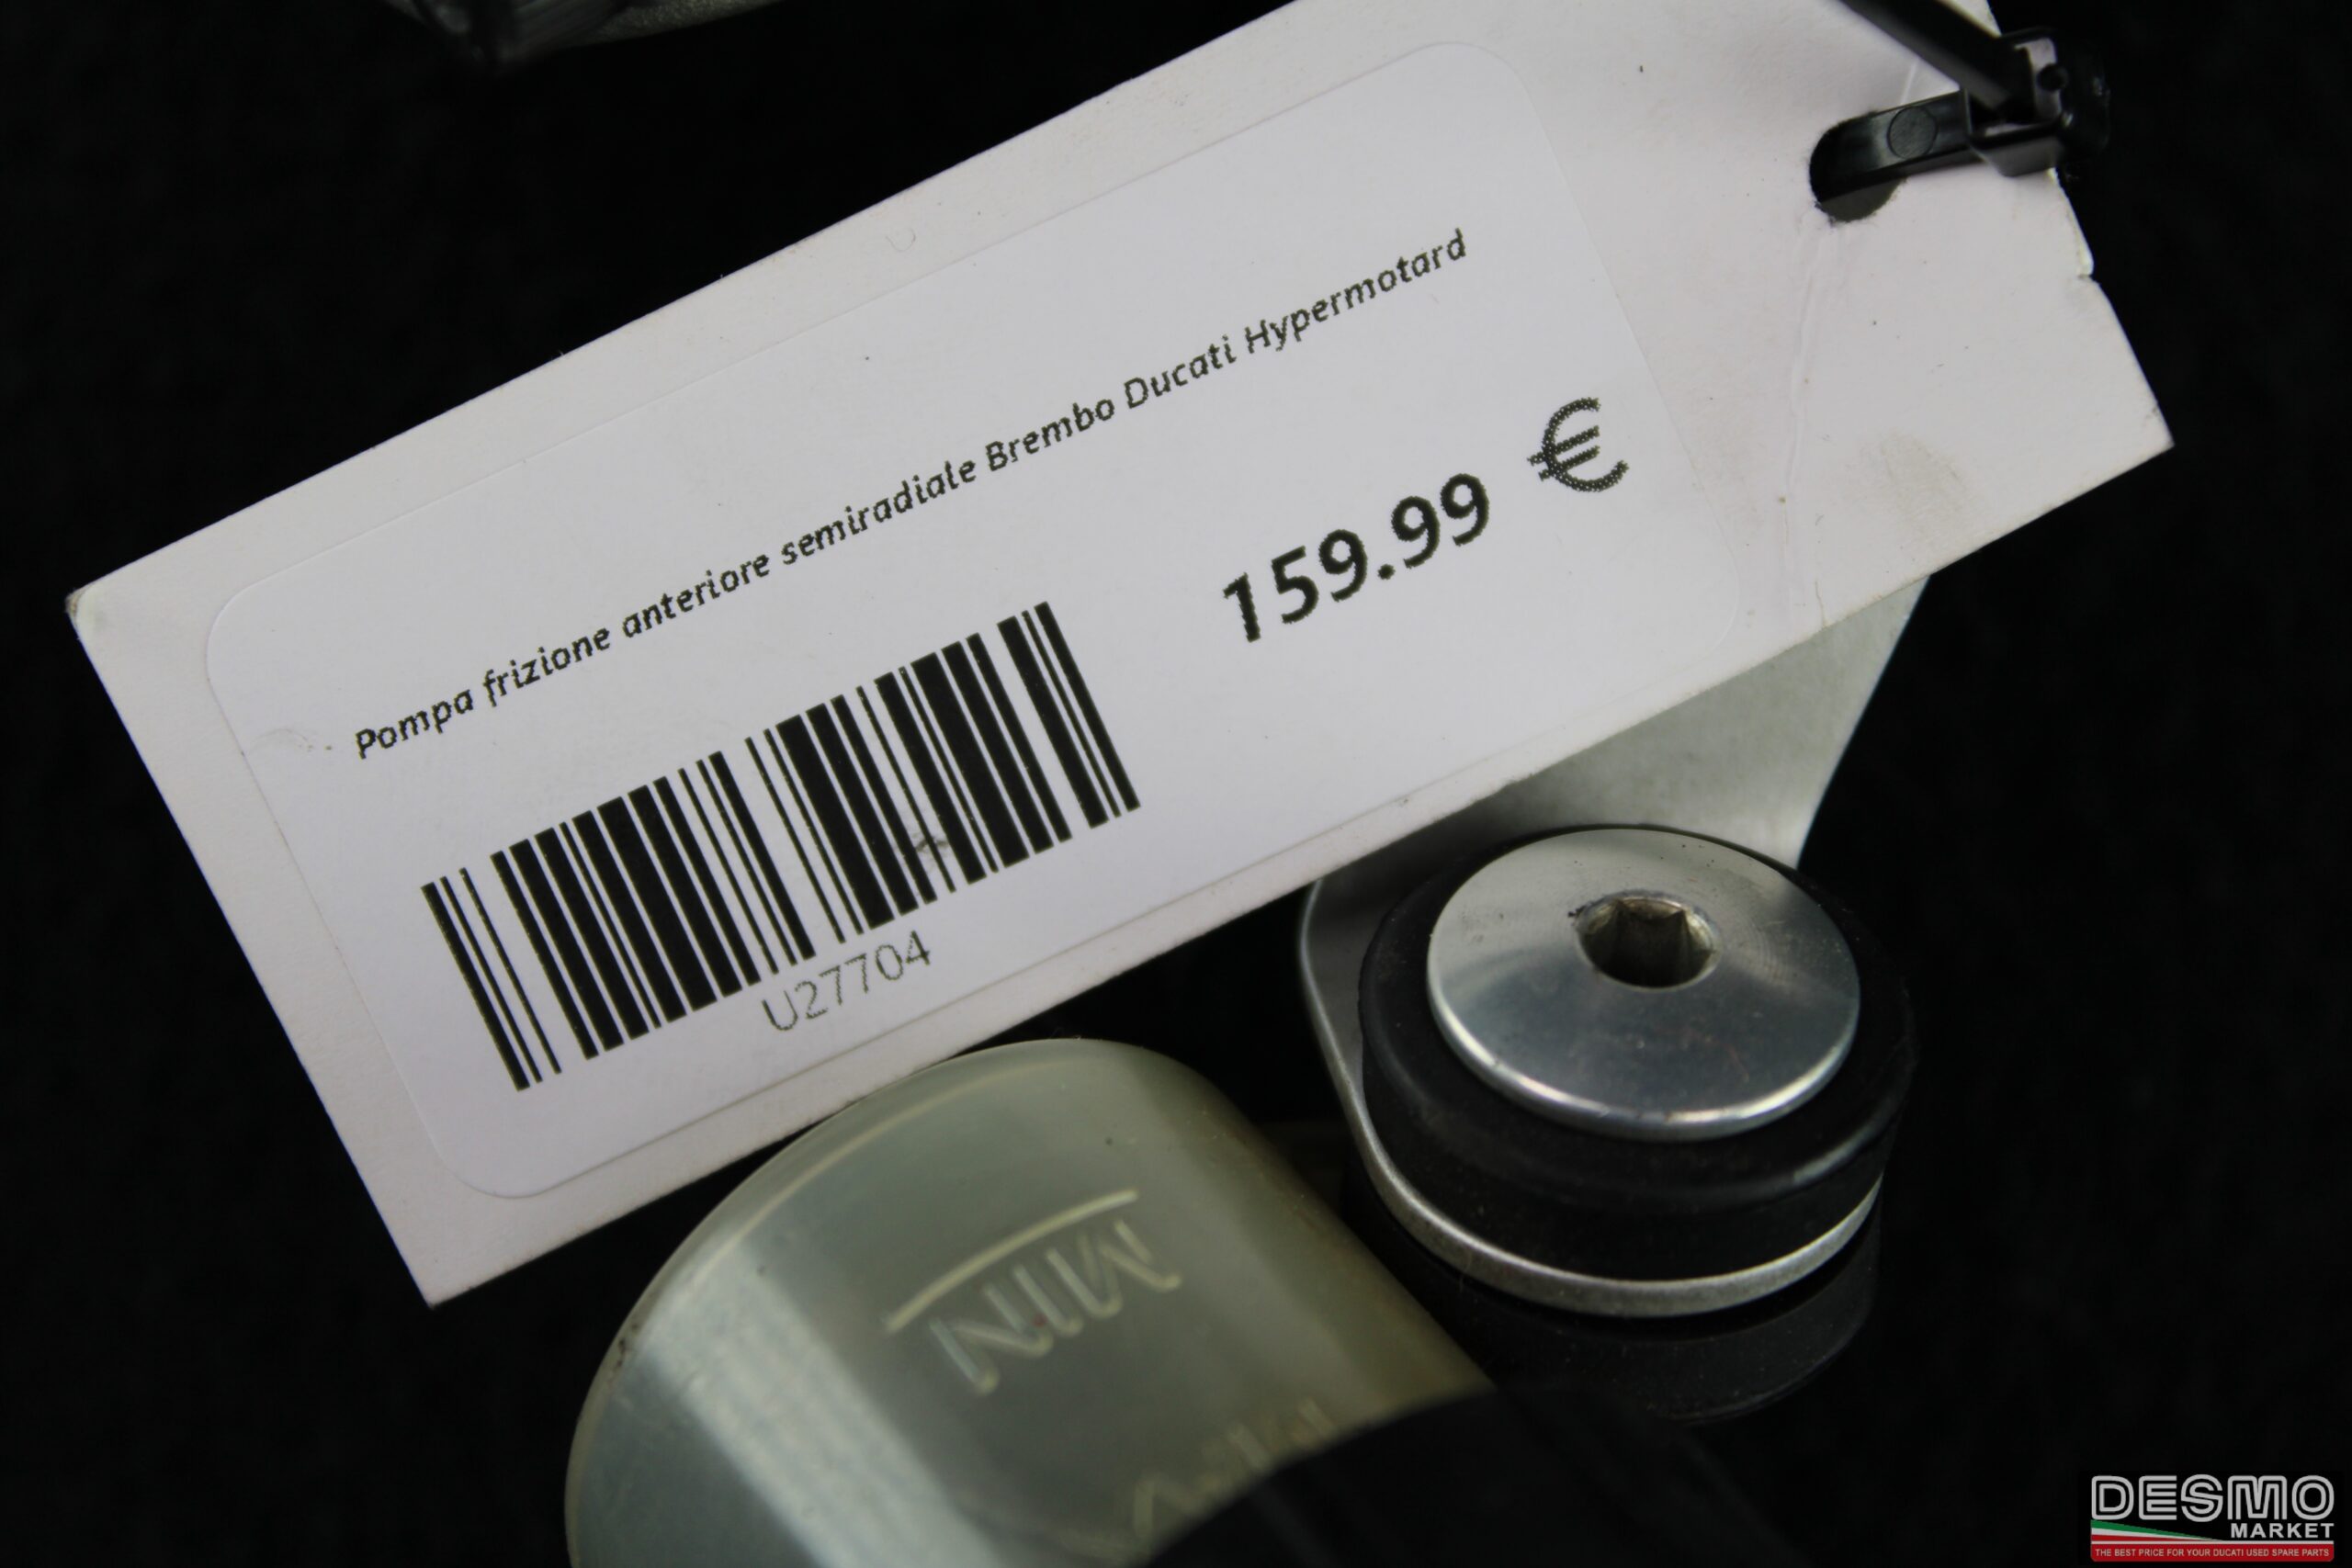 Pompa frizione anteriore semiradiale Brembo Ducati Hypermotard
159.99 €
U27704
MIN
DESMO
MARKET
THE BEST PRICE FOR YOUR DUCATI USED SPARE PARTS